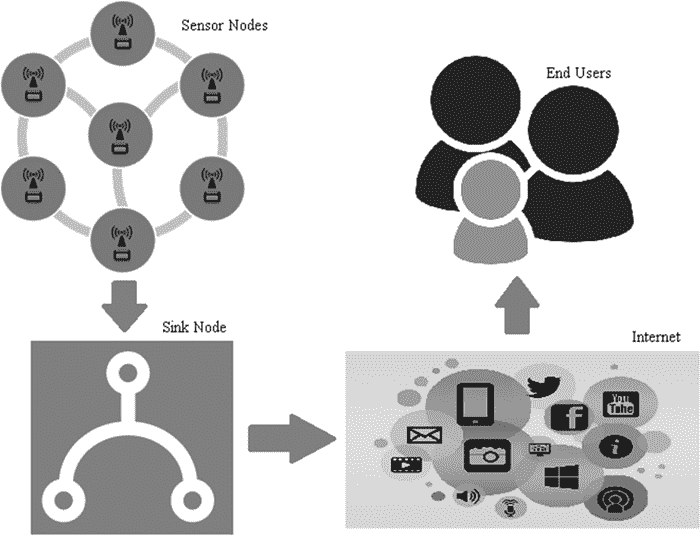 Sensor Nodes
End Users
Sink Node
Internet
You
Tube
f
i